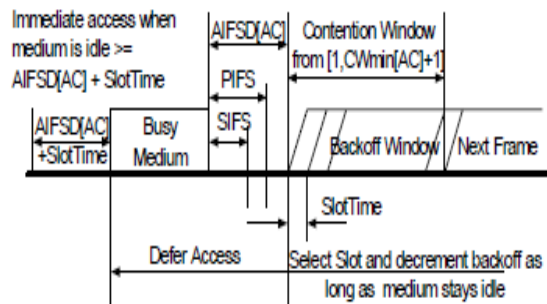 Immediate access when
medium is idle >=
AIFSD[AC] + SlotTime
AIFSD[AC]
+SlotTime
Busy
Medium
AIFSD[AC]
PIFS
SIFS
Contention Window
from [1,CWmin[AC]+1]
Backoff Window
Next Frame
SlotTime
Defer Access
Select Slot and decrement backoff as
long as medium stays idle